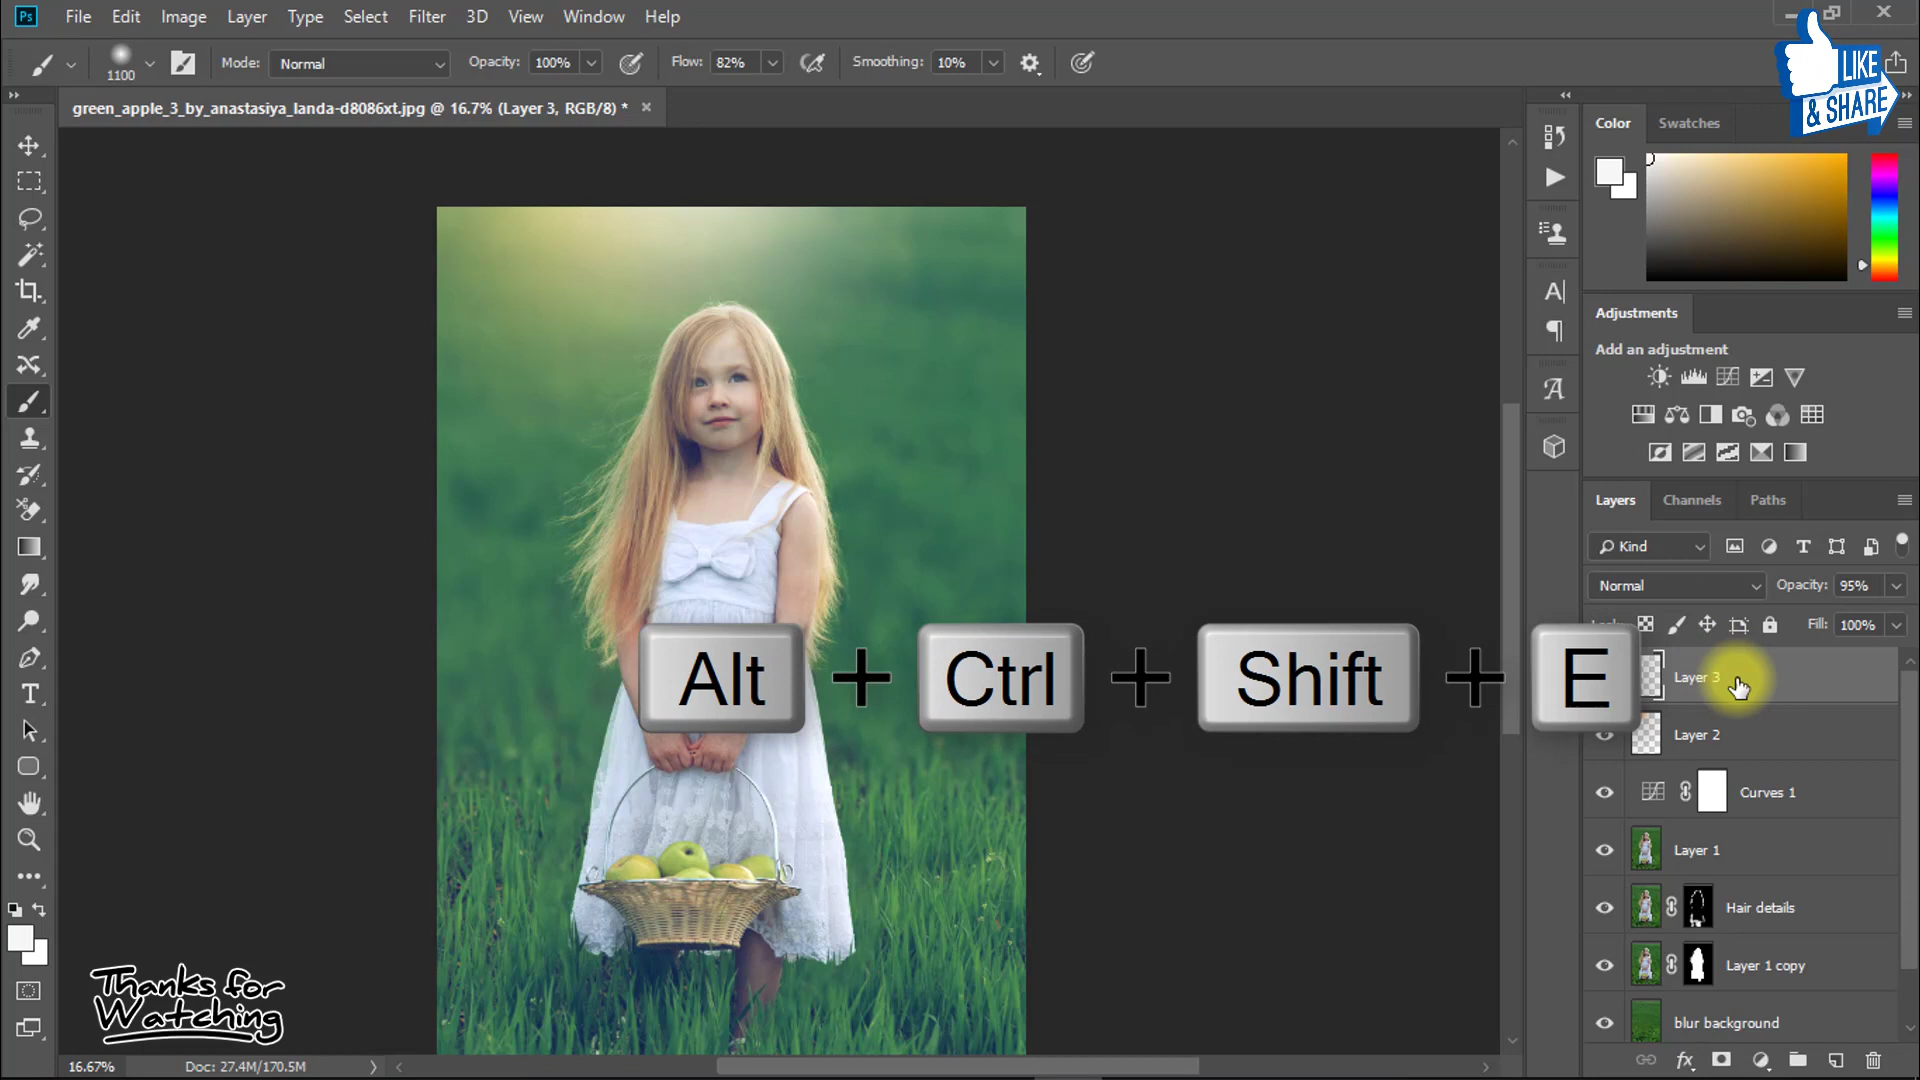 Ps File Edit Image Layer Type Select Filter 3D View Window Help
LIKE
& SHARE
1100 Mode: Normal Opacity: 100% Flow: 82% Smoothing: 10%
green_apple_3_by_anastasiya_landa-d8086xt.jpg @ 16.7% (Layer 3, RGB/8) *
Color Swatches
Adjustments
Add an adjustment
Layers Channels Paths
Kind
Normal Opacity: 95%
Fill: 100%
Alt + Ctrl + Shift + E
Layer 3
Layer 2
Curves 1
Layer 1
Hair details
Layer 1 copy
blur background
Thanks for
Watching
16.67% Doc: 27.4M/170.5M